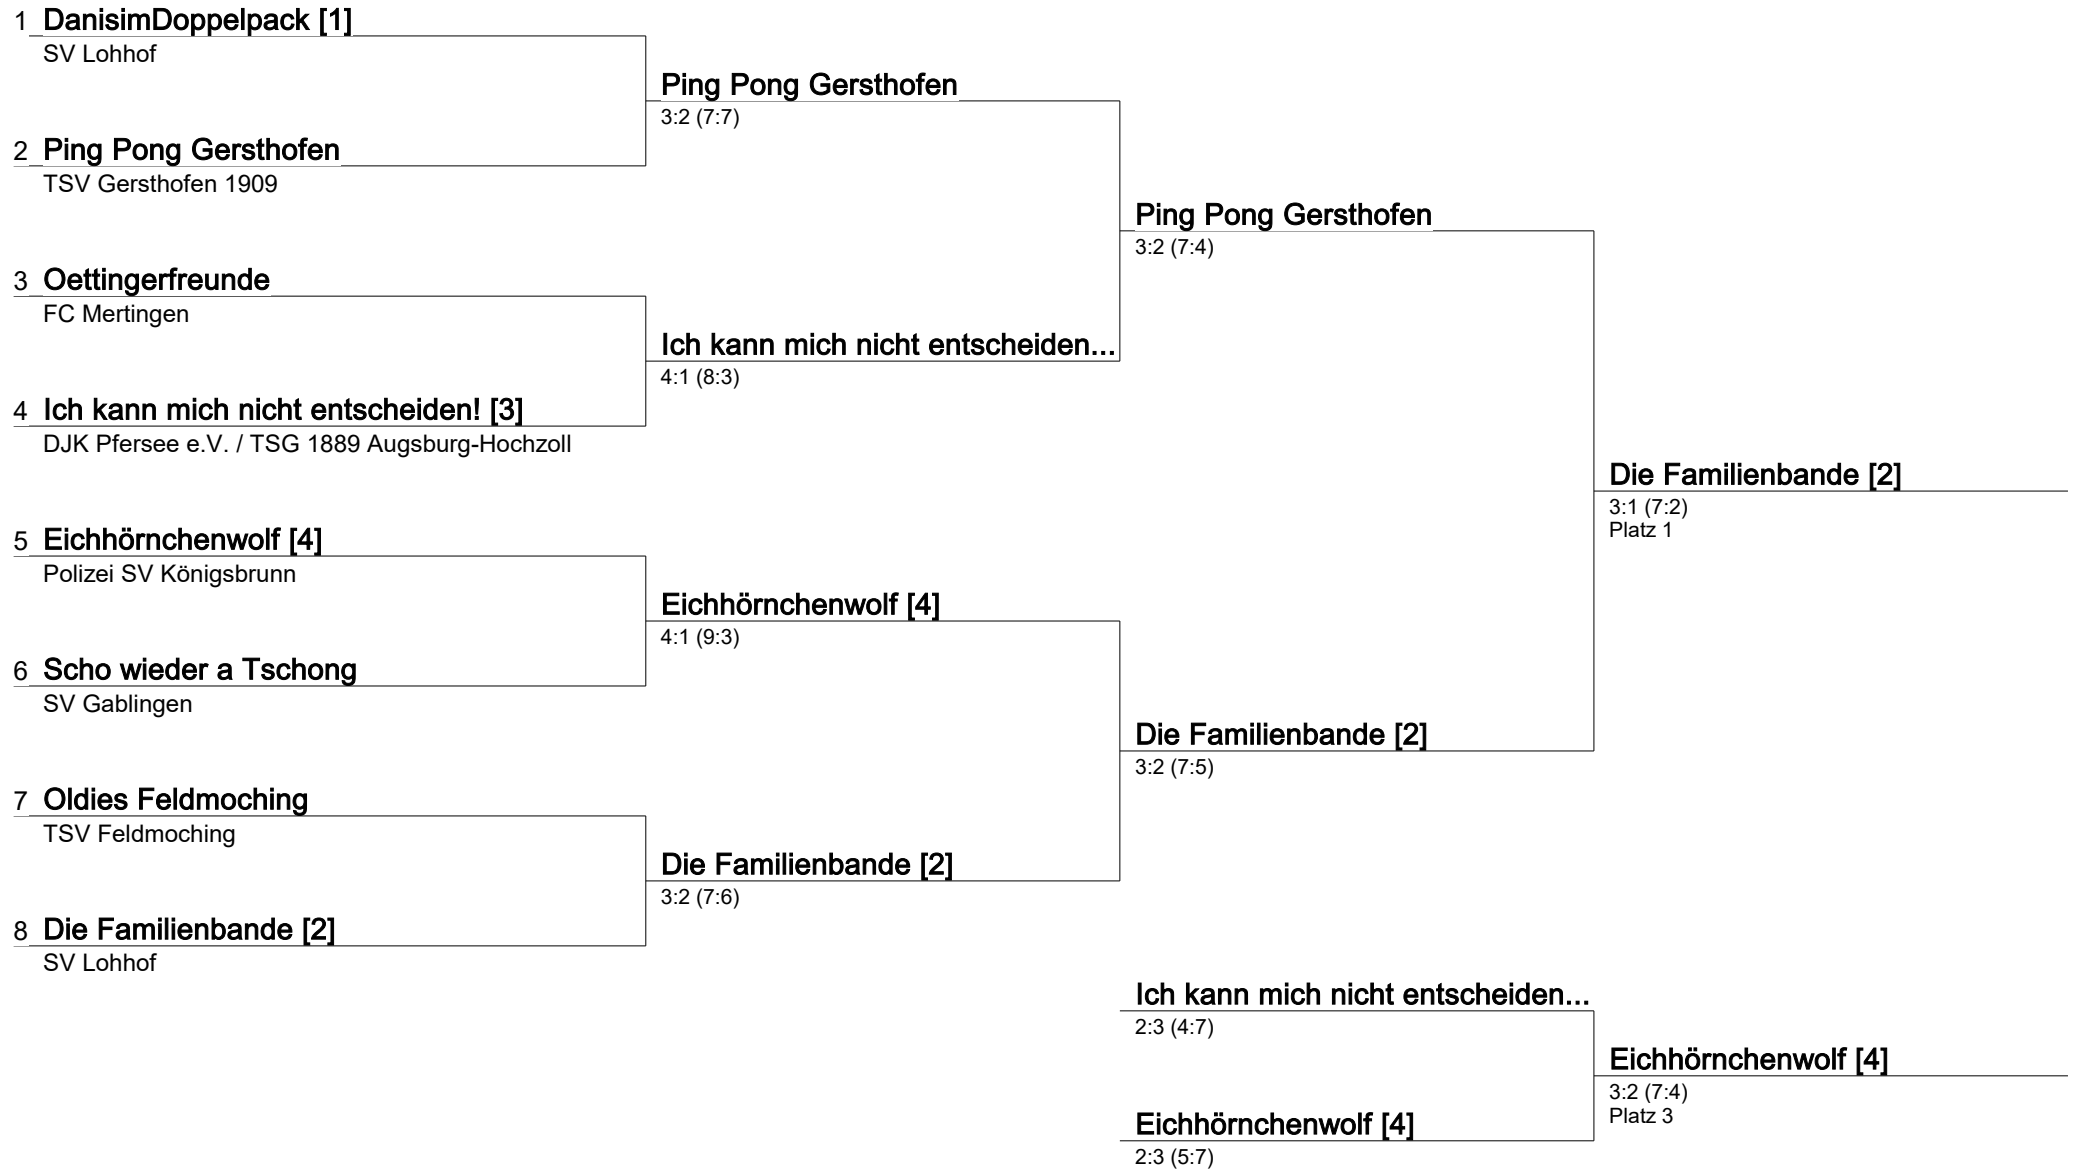 1 DanisimDoppelpack [1]
SV Lohhof
2 Ping Pong Gersthofen
TSV Gersthofen 1909
3 Oettingerfreunde
FC Mertingen
4 Ich kann mich nicht entscheiden! [3]
DJK Pfersee e.V. / TSG 1889 Augsburg-Hochzoll
5 Eichhörnchenwolf [4]
Polizei SV Königsbrunn
6 Scho wieder a Tschong
SV Gablingen
7 Oldies Feldmoching
TSV Feldmoching
8 Die Familienbande [2]
SV Lohhof
Ping Pong Gersthofen
3:2 (7:7)
Ich kann mich nicht entscheiden...
4:1 (8:3)
Eichhörnchenwolf [4]
4:1 (9:3)
Die Familienbande [2]
3:2 (7:6)
Ping Pong Gersthofen
3:2 (7:4)
Die Familienbande [2]
3:2 (7:5)
Die Familienbande [2]
3:1 (7:2)
Platz 1
Ich kann mich nicht entscheiden...
2:3 (4:7)
Eichhörnchenwolf [4]
2:3 (5:7)
Eichhörnchenwolf [4]
3:2 (7:4)
Platz 3